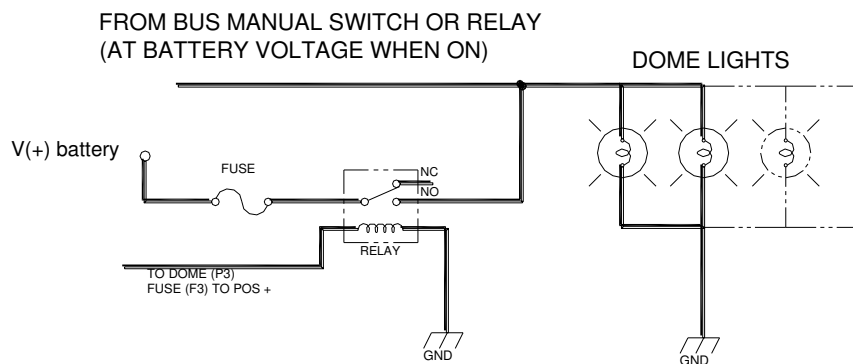 FROM BUS MANUAL SWITCH OR RELAY
(AT BATTERY VOLTAGE WHEN ON)
DOME LIGHTS
V(+) battery
FUSE
NC
NO
RELAY
TO DOME (P3)
FUSE (F3) TO POS +
GND
GND